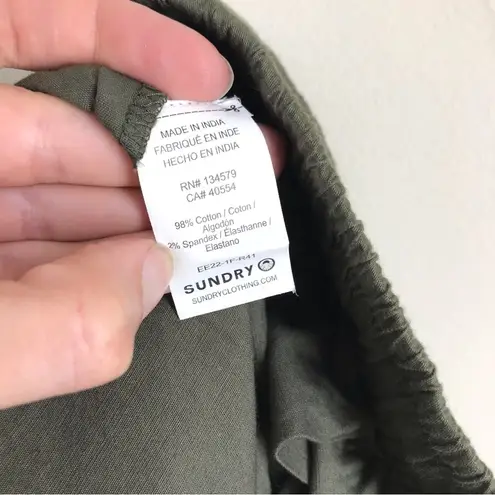 MADE IN INDIA
FABRIQUÉ EN INDE
HECHO EN INDIA
RN# 134579
CA# 40554
98% Cotton / Coton /
Algodón
2% Spandex / Élasthanne /
Elastano
EE22-1F-R41
SUNDRY
SUNDRYCLOTHING.COM